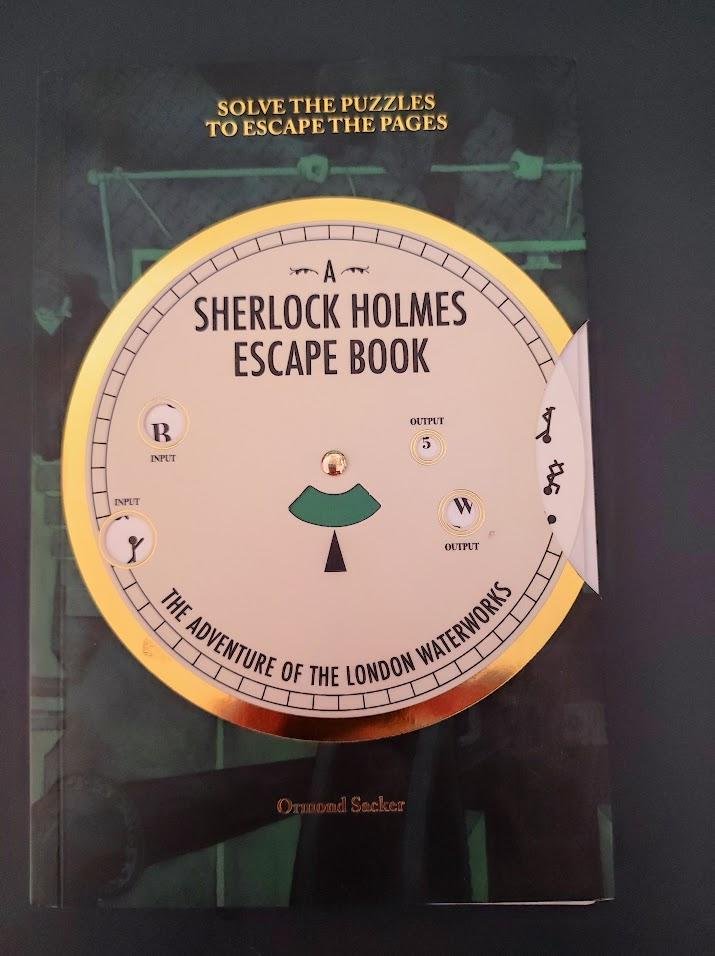 SOLVE THE PUZZLES
TO ESCAPE THE PAGES
A
SHERLOCK HOLMES
ESCAPE BOOK
R
INPUT
OUTPUT
5
INPUT
W
OUTPUT
THE ADVENTURE OF THE LONDON WATERWORKS
Ormond Sacker